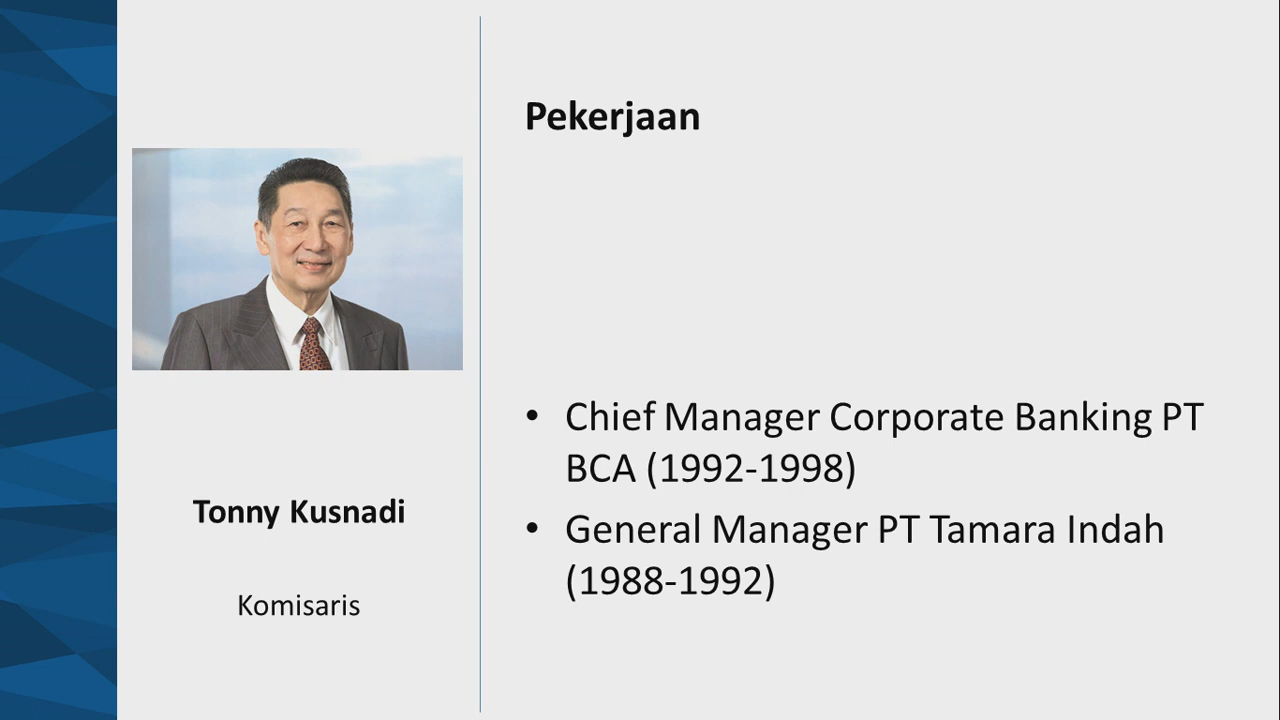 Pekerjaan
• Chief Manager Corporate Banking PT
BCA (1992-1998)
• General Manager PT Tamara Indah
(1988-1992)
Tonny Kusnadi
Komisaris